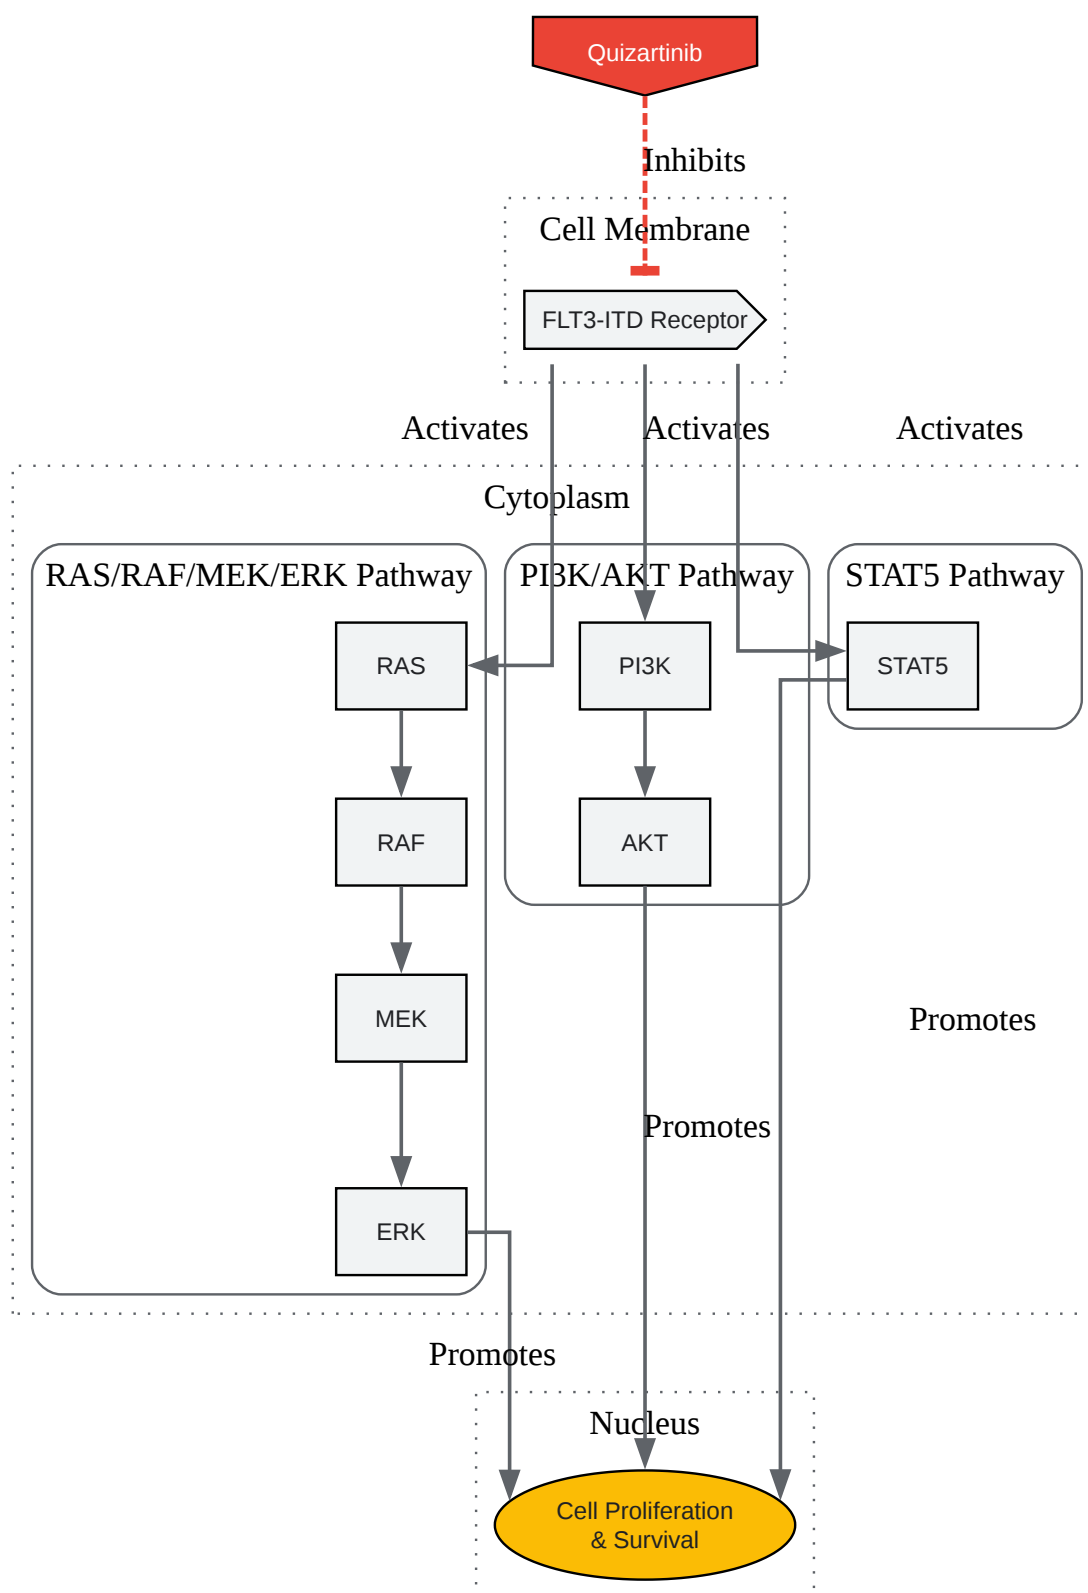 Quizartinib
Inhibits
Cell Membrane
FLT3-ITD Receptor
Activates
Activates
Activates
Cytoplasm
RAS/RAF/MEK/ERK Pathway
PI3K/AKT Pathway
STAT5 Pathway
RAS
PI3K
STAT5
RAF
AKT
MEK
Promotes
Promotes
ERK
Promotes
Nucleus
Cell Proliferation
& Survival